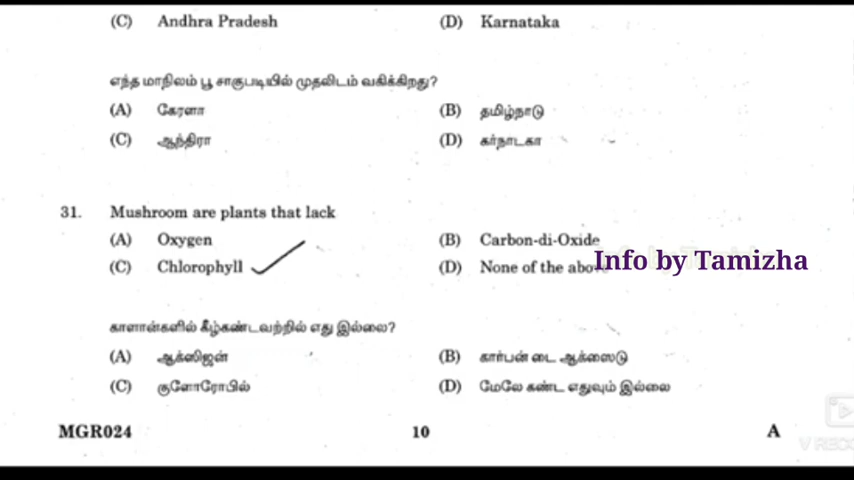 (C) Andhra Pradesh (D) Karnataka
எந்த மாநிலம் பூ சாகுபடியில் முதலிடம் வகிக்கிறது?
(A) கேரளா (B) தமிழ்நாடு
(C) ஆந்திரா (D) கர்நாடகா
31. Mushroom are plants that lack
(A) Oxygen (B) Carbon-di-Oxide
(C) Chlorophyll (D) None of the above
Info by Tamizha
காளான்களில் கீழ்கண்டவற்றில் எது இல்லை?
(A) ஆக்ஸிஜன் (B) கார்பன் டை ஆக்ஸைடு
(C) குளோரோபில் (D) மேலே கண்ட எதுவும் இல்லை
MGR024 10 A